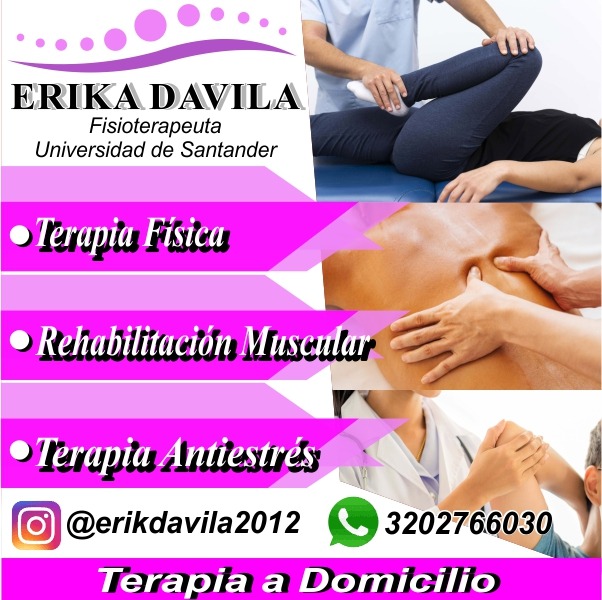 ERIKA DAVILA
Fisioterapeuta
Universidad de Santander
Terapia Física
Rehabilitación Muscular
Terapia Antiestrés
@erikdavila2012
3202766030
Terapia a Domicilio